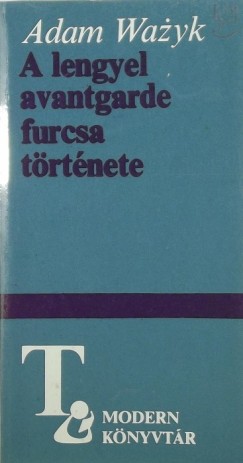 Adam Ważyk
A lengyel
avantgarde
furcsa
története
MODERN
KÖNYVTÁR